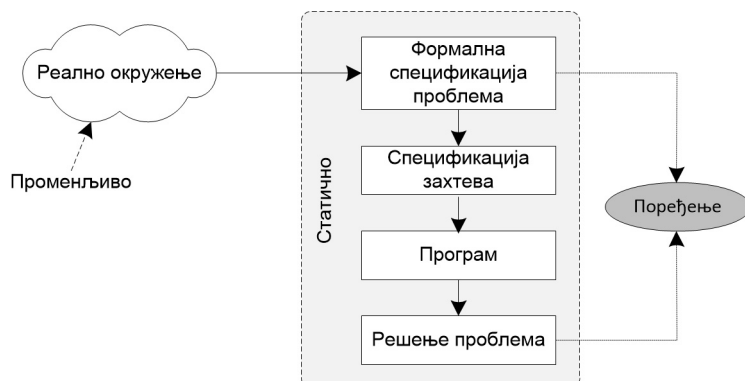 Реално окружење
Променљиво
Статично
Формална
спецификација
проблема
Спецификација
захтева
Програм
Решење проблема
Поређење